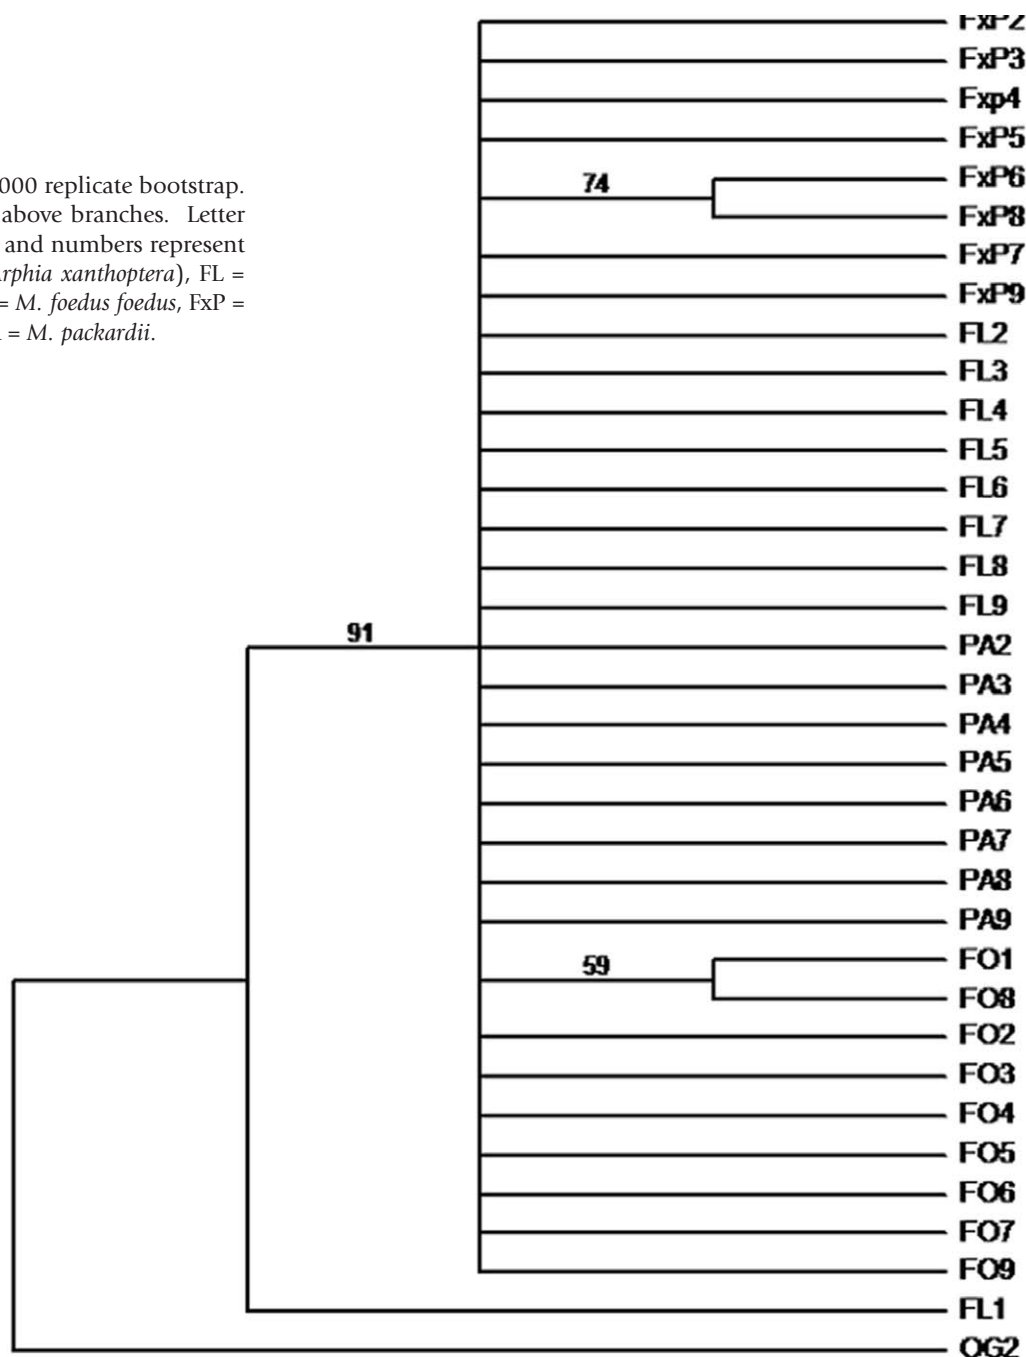 000 replicate bootstrap.
above branches. Letter
and numbers represent
rphia xanthoptera), FL =
= M. foedus foedus, FxP =
= M. packardii.
FxP2
FxP3
Fxp4
FxP5
74
FxP6
FxP8
FxP7
FxP9
FL2
FL3
FL4
FL5
FL6
FL7
FL8
FL9
91
PA2
PA3
PA4
PA5
PA6
PA7
PA8
PA9
59
FO1
FO8
FO2
FO3
FO4
FO5
FO6
FO7
FO9
FL1
OG2